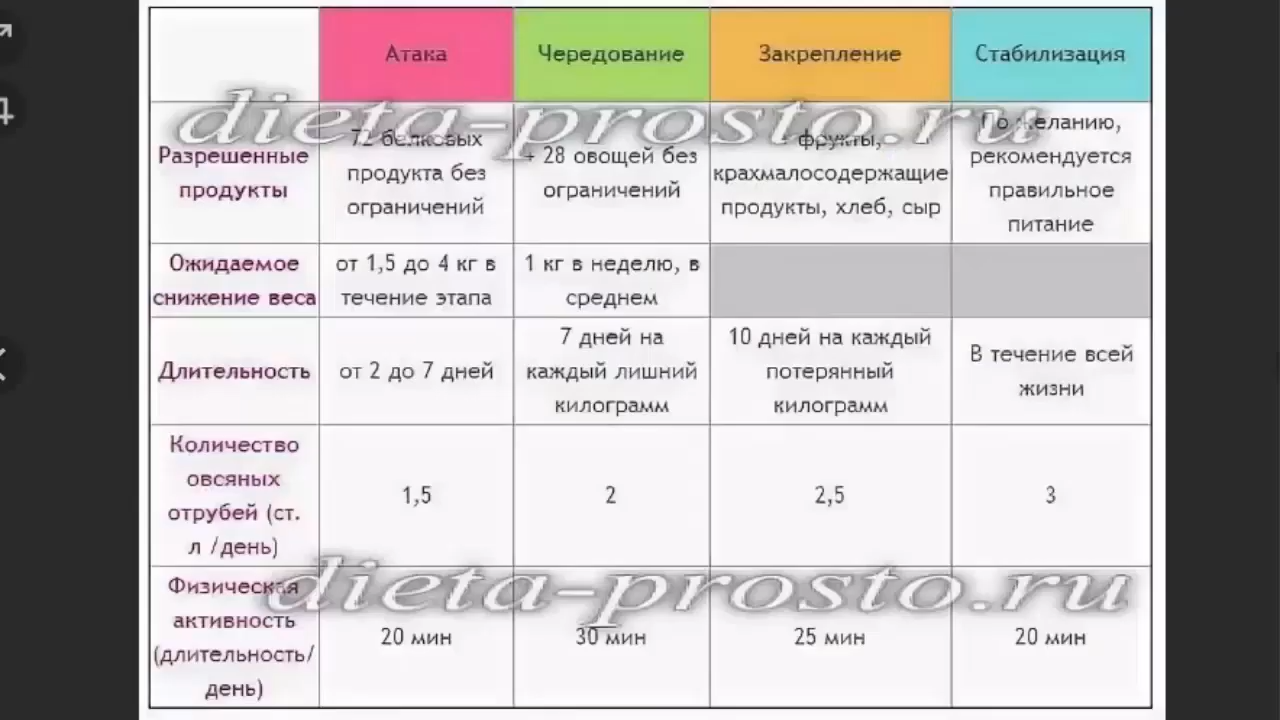 Атака
Чередование
Закрепление
Стабилизация
dieta-prosto.ru
Разрешенные
продукты
72 белковых
продукта без
ограничений
+ 28 овощей без
ограничений
+ фрукты,
крахмалосодержащие
продукты, хлеб, сыр
По желанию,
рекомендуется
правильное
питание
Ожидаемое
снижение веса
от 1,5 до 4 кг в
течение этапа
1 кг в неделю, в
среднем
Длительность
от 2 до 7 дней
7 дней на
каждый лишний
килограмм
10 дней на каждый
потерянный
килограмм
В течение всей
жизни
Количество
овсяных
отрубей (ст.
л /день)
1,5
2
2,5
3
dieta-prosto.ru
Физическая
активность
(длительность/
день)
20 мин
30 мин
25 мин
20 мин